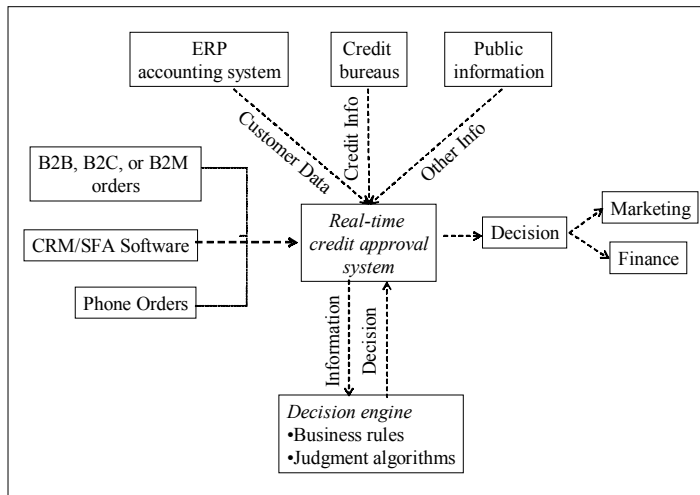 ERP
accounting system
Credit
bureaus
Public
information
Customer Data
Credit Info
Other Info
B2B, B2C, or B2M
orders
CRM/SFA Software
Phone Orders
Real-time
credit approval
system
Decision
Marketing
Finance
Information
Decision
Decision engine
•Business rules
•Judgment algorithms